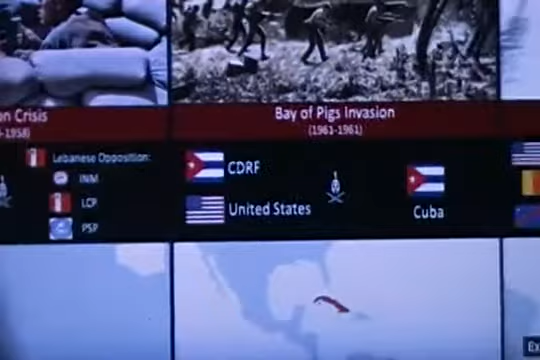 on Crisis
-1958)
Bay of Pigs Invasion
(1961-1961)
Lebanese Opposition:
INM
LCP
PSP
CDRF
United States
Cuba
Ex